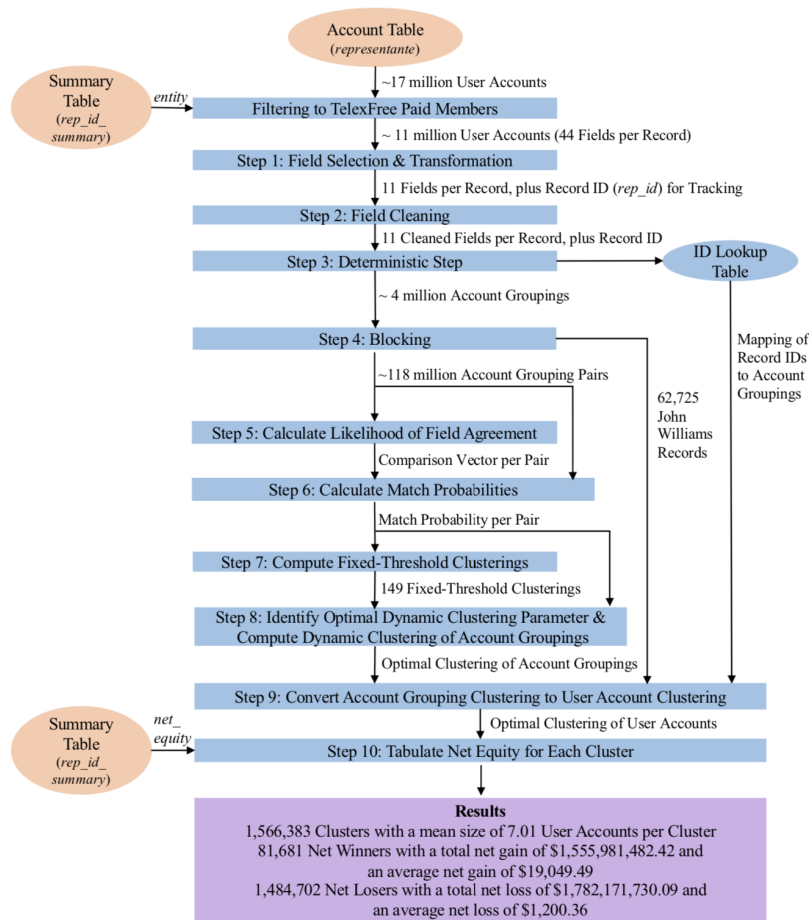 Account Table
(representante)
~17 million User Accounts
Summary
Table
(rep_id_
summary)
entity
Filtering to TelexFree Paid Members
~ 11 million User Accounts (44 Fields per Record)
Step 1: Field Selection & Transformation
11 Fields per Record, plus Record ID (rep_id) for Tracking
Step 2: Field Cleaning
11 Cleaned Fields per Record, plus Record ID
Step 3: Deterministic Step
ID Lookup
Table
~ 4 million Account Groupings
Step 4: Blocking
Mapping of
Record IDs
to Account
Groupings
~118 million Account Grouping Pairs
62,725
John
Williams
Records
Step 5: Calculate Likelihood of Field Agreement
Comparison Vector per Pair
Step 6: Calculate Match Probabilities
Match Probability per Pair
Step 7: Compute Fixed-Threshold Clusterings
149 Fixed-Threshold Clusterings
Step 8: Identify Optimal Dynamic Clustering Parameter &
Compute Dynamic Clustering of Account Groupings
Optimal Clustering of Account Groupings
Step 9: Convert Account Grouping Clustering to User Account Clustering
Summary
Table
(rep_id_
summary)
net_
equity
Optimal Clustering of User Accounts
Step 10: Tabulate Net Equity for Each Cluster
Results
1,566,383 Clusters with a mean size of 7.01 User Accounts per Cluster
81,681 Net Winners with a total net gain of $1,555,981,482.42 and
an average net gain of $19,049.49
1,484,702 Net Losers with a total net loss of $1,782,171,730.09 and
an average net loss of $1,200.36